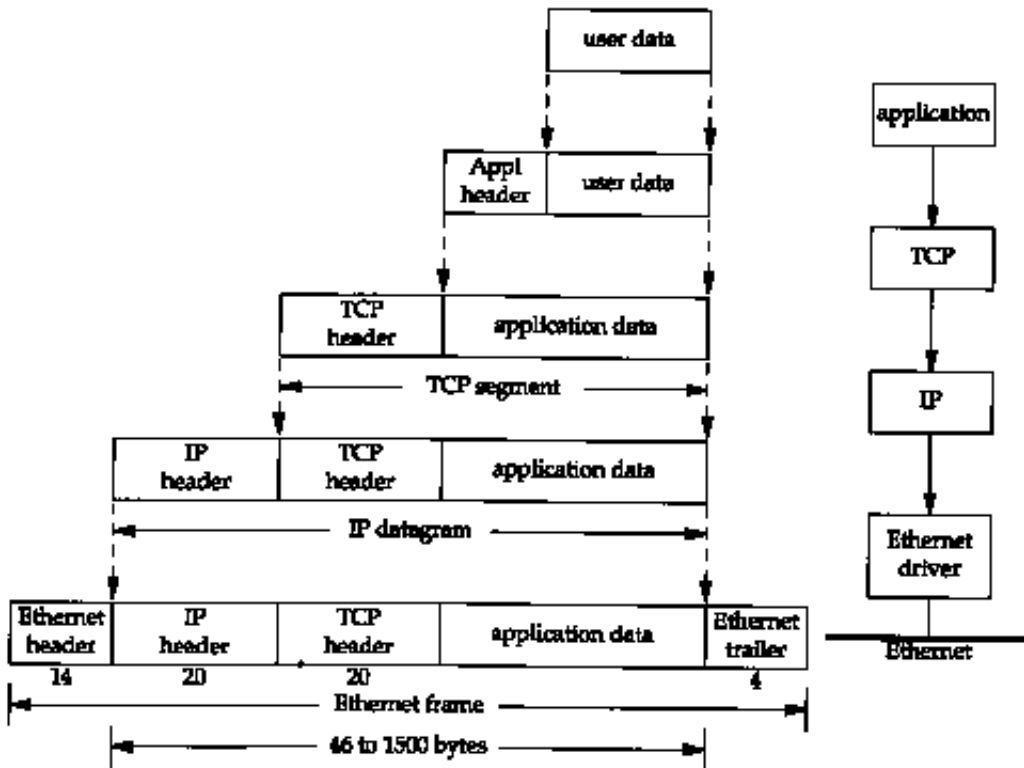 user data
application
Appl
header
user data
TCP
TCP
header
application data
TCP segment
IP
IP
header
TCP
header
application data
IP datagram
Ethernet
driver
Ethernet
header
IP
header
TCP
header
application data
Ethernet
trailer
Ethernet
14
20
20
4
Ethernet frame
46 to 1500 bytes